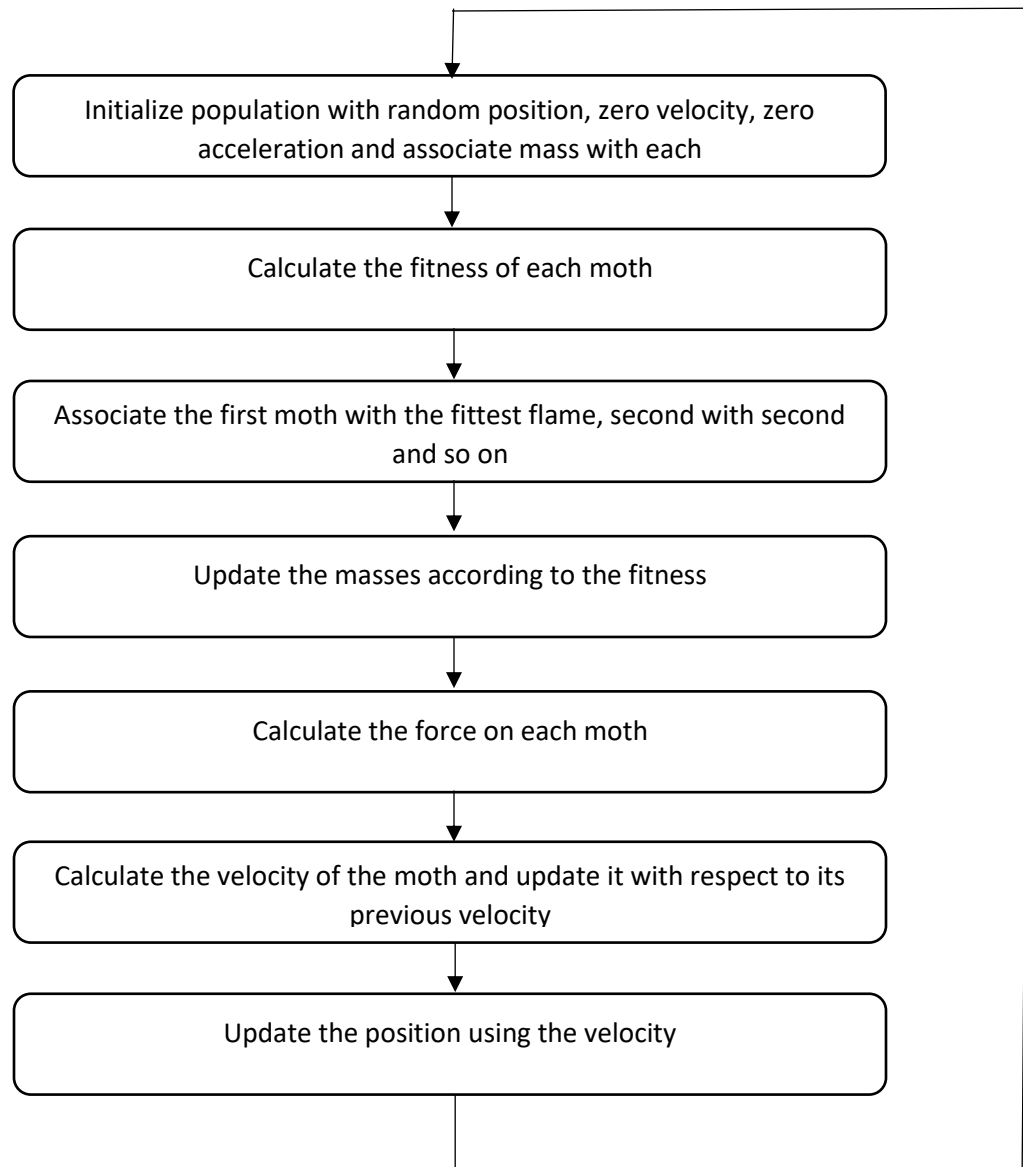 Initialize population with random position, zero velocity, zero
acceleration and associate mass with each
Calculate the fitness of each moth
Associate the first moth with the fittest flame, second with second
and so on
Update the masses according to the fitness
Calculate the force on each moth
Calculate the velocity of the moth and update it with respect to its
previous velocity
Update the position using the velocity